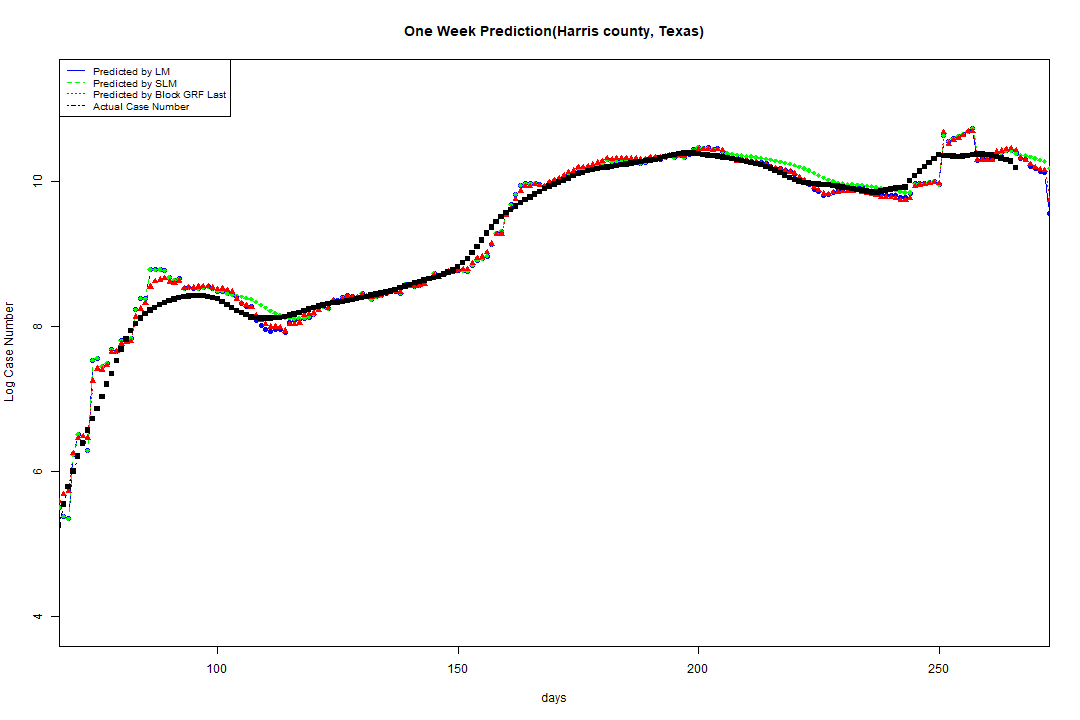 One Week Prediction(Harris county, Texas)
Predicted by LM
Predicted by SLM
Predicted by Block GRF Last
Actual Case Number
Log Case Number
10
8
6
4
100
150
200
250
days